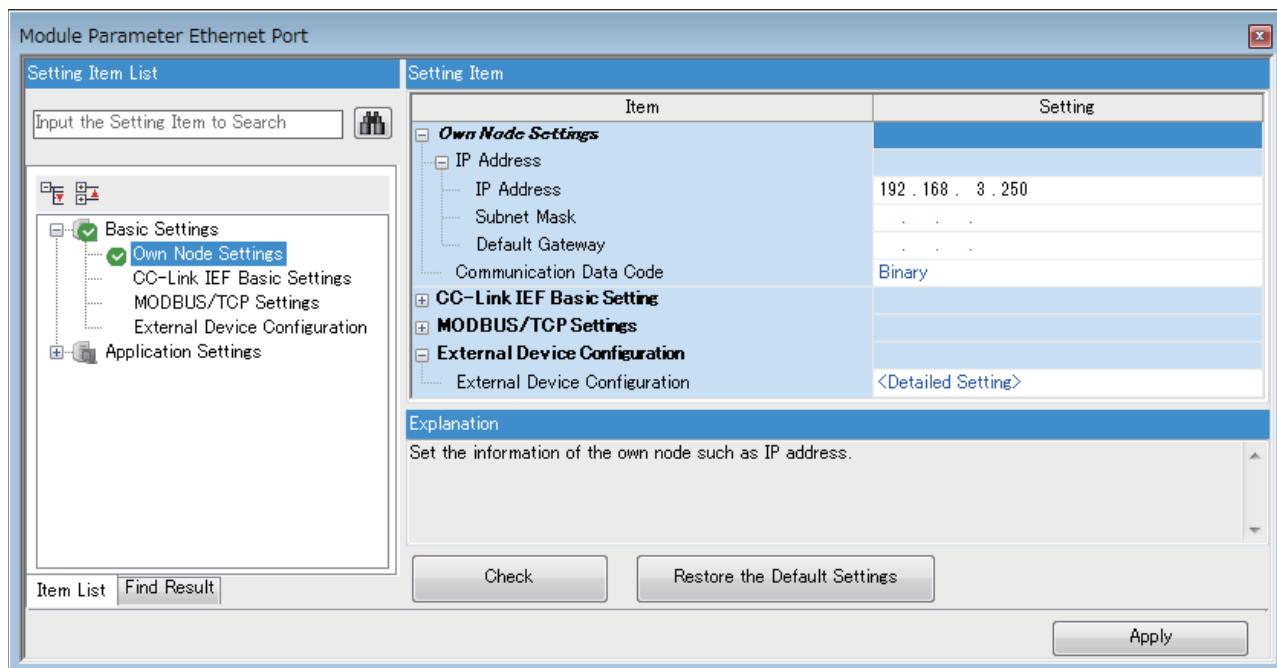 Module Parameter Ethernet Port
Setting Item List
Input the Setting Item to Search
Basic Settings
Own Node Settings
CC-Link IEF Basic Settings
MODBUS/TCP Settings
External Device Configuration
Application Settings
Item List
Find Result
Setting Item
Item Setting
Own Node Settings
IP Address
IP Address 192 . 168 . 3 . 250
Subnet Mask . . .
Default Gateway . . .
Communication Data Code Binary
CC-Link IEF Basic Setting
MODBUS/TCP Settings
External Device Configuration
External Device Configuration <Detailed Setting>
Explanation
Set the information of the own node such as IP address.
Check
Restore the Default Settings
Apply